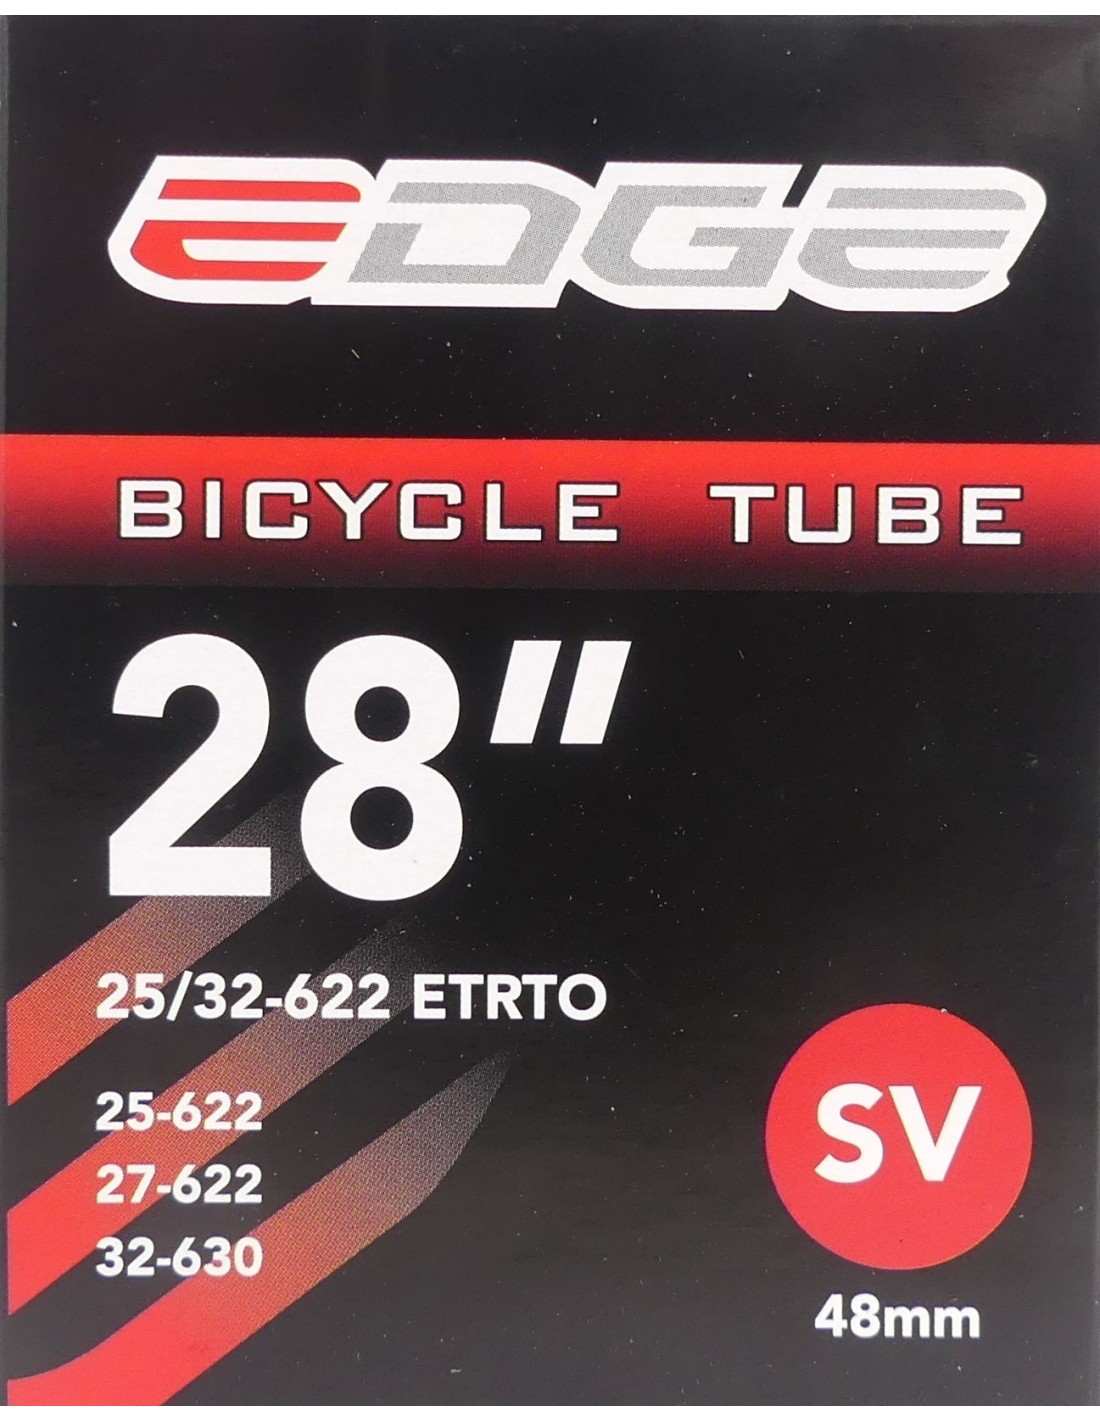 EDGE
BICYCLE TUBE
28"
25/32-622 ETRTO
25-622
27-622
32-630
SV
48mm